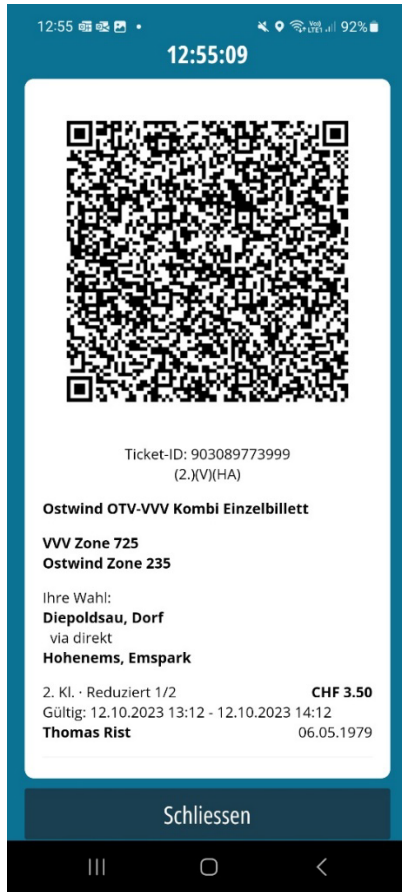 12:55 92%
12:55:09
Ticket-ID: 903089773999
(2.)(V)(HA)
Ostwind OTV-VVV Kombi Einzelbillett
VVV Zone 725
Ostwind Zone 235
Ihre Wahl:
Diepoldsau, Dorf
via direkt
Hohenems, Emspark
2. Kl. · Reduziert 1/2 CHF 3.50
Gültig: 12.10.2023 13:12 - 12.10.2023 14:12
Thomas Rist 06.05.1979
Schliessen